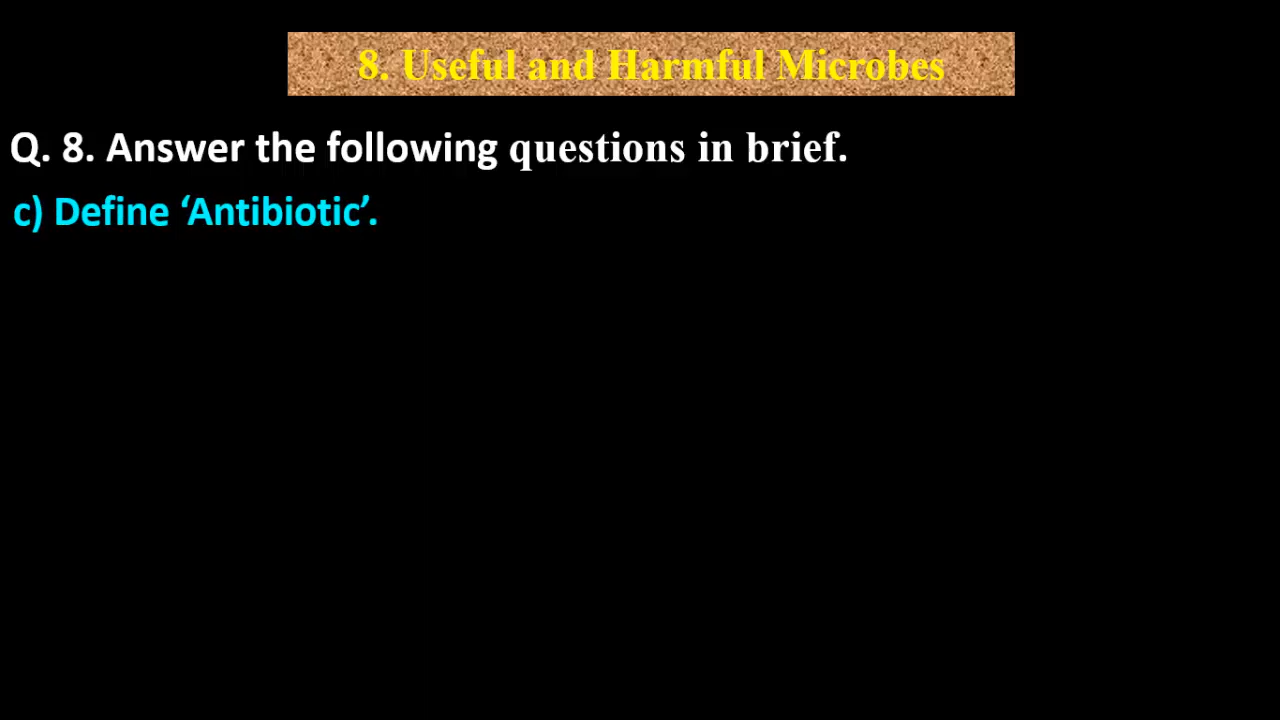 8. Useful and Harmful Microbes
Q. 8. Answer the following questions in brief.
c) Define ‘Antibiotic’.